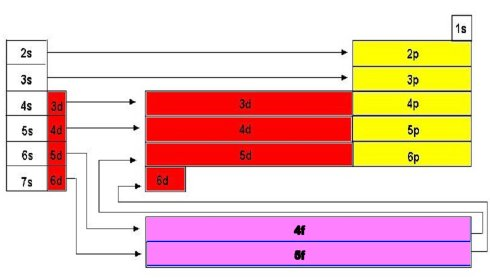 1s
2s 2p
3s 3p
4s 3d 3d 4p
5s 4d 4d 5p
6s 5d 5d 6p
7s 6d 6d
4f
5f